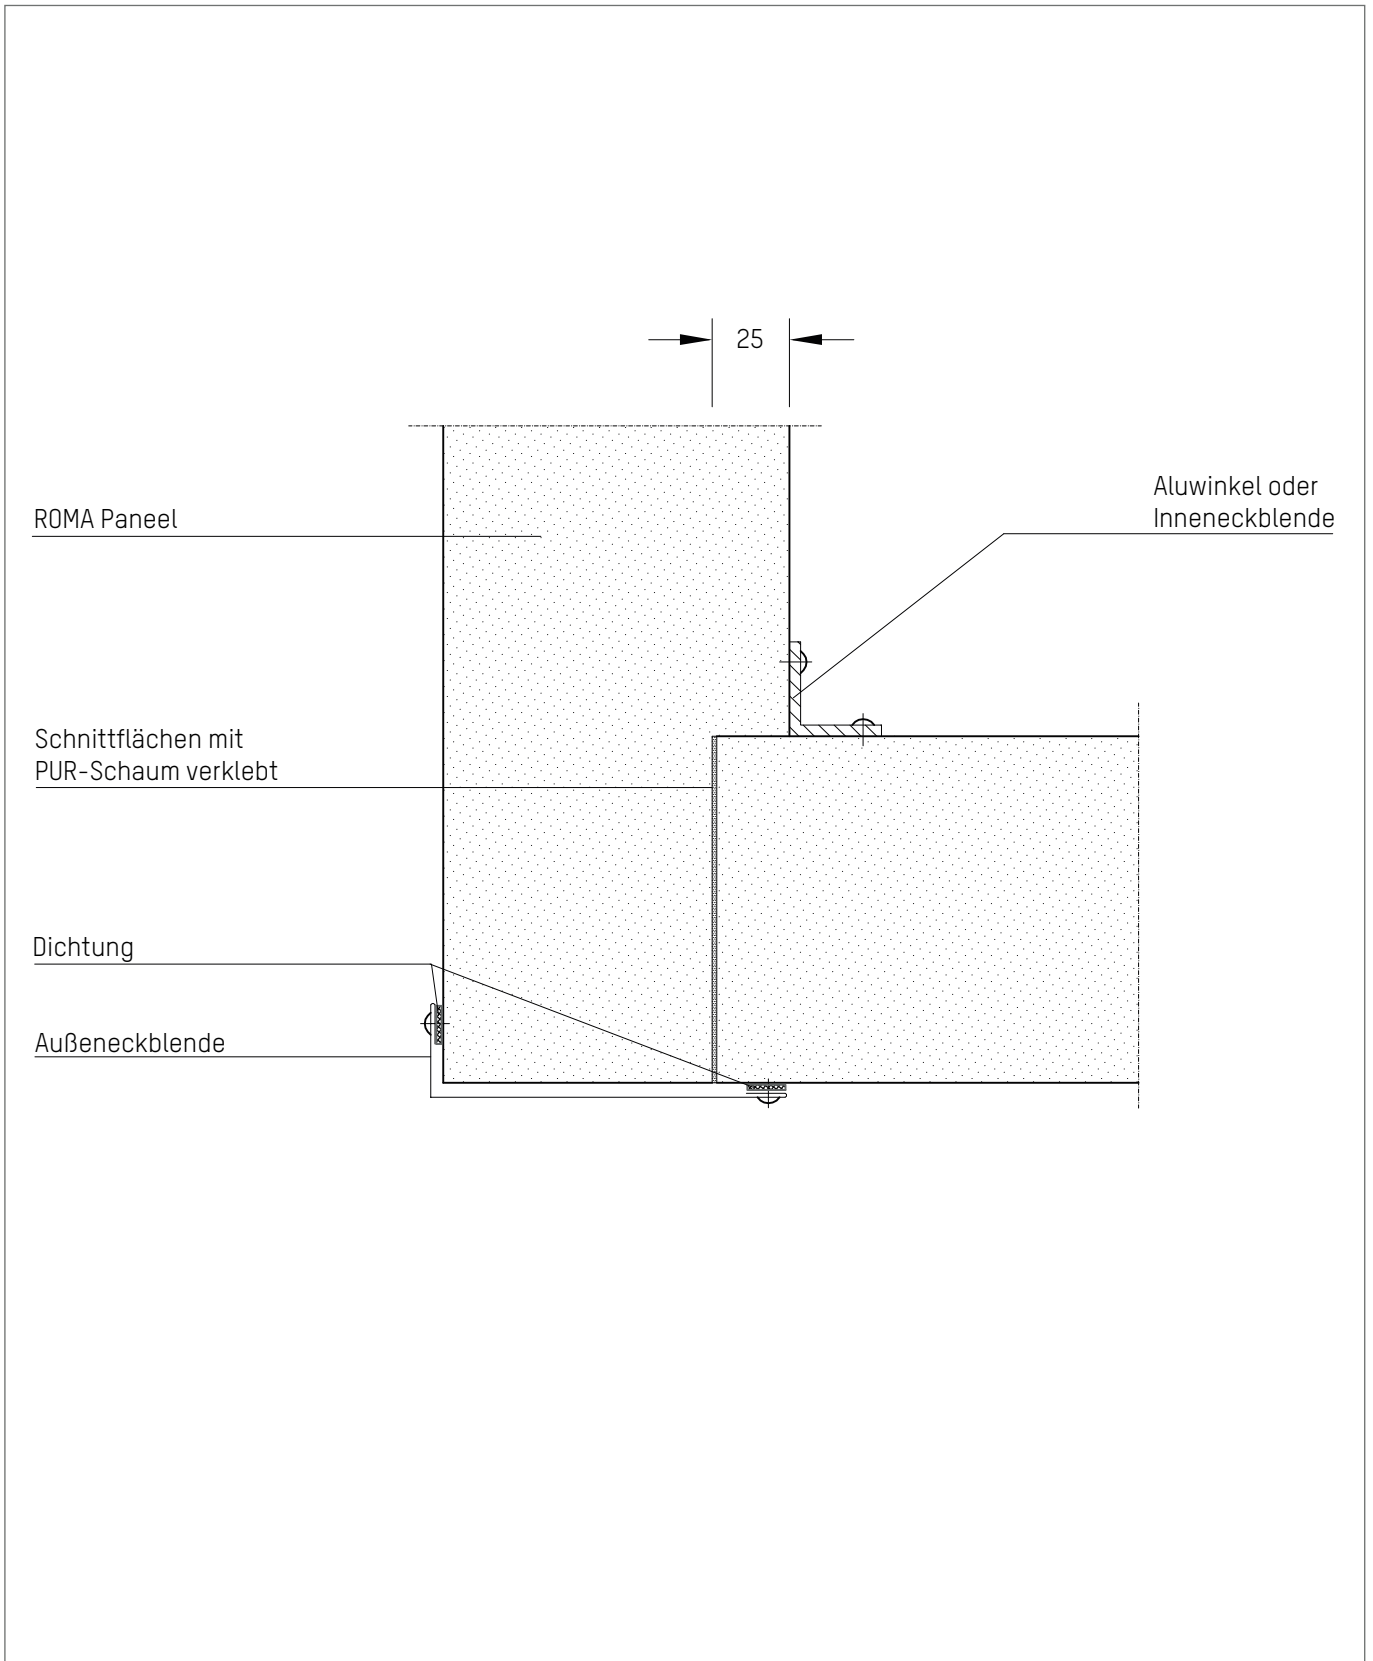 25
Aluwinkel oder
Inneneckblende
ROMA Paneel
Schnittflächen mit
PUR-Schaum verklebt
Dichtung
Außeneckblende